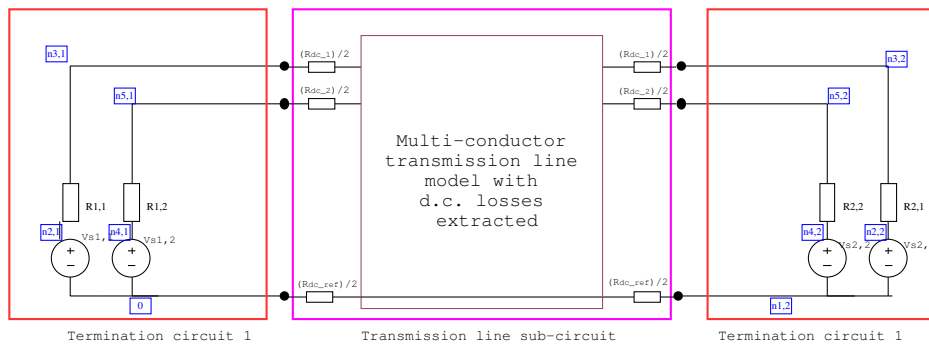 n3,1
(Rdc_1)/2
(Rdc_1)/2
n3,2
n5,1
(Rdc_2)/2
(Rdc_2)/2
n5,2
Multi-conductor
transmission line
model with
d.c. losses
extracted
R1,1
R1,2
R2,2
R2,1
n2,1
Vs1,
n4,1
Vs1,2
n4,2
Vs2,2
n2,2
Vs2,
(Rdc_ref)/2
(Rdc_ref)/2
0
n1,2
Termination circuit 1
Transmission line sub-circuit
Termination circuit 1